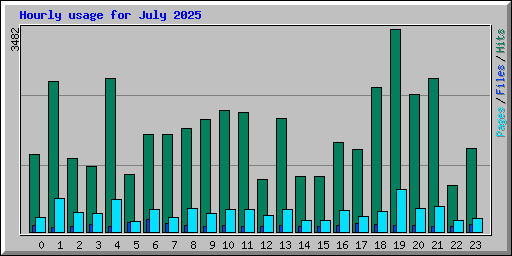 Hourly usage for July 2025
3482
Pages/Files/Hits
0 1 2 3 4 5 6 7 8 9 10 11 12 13 14 15 16 17 18 19 20 21 22 23